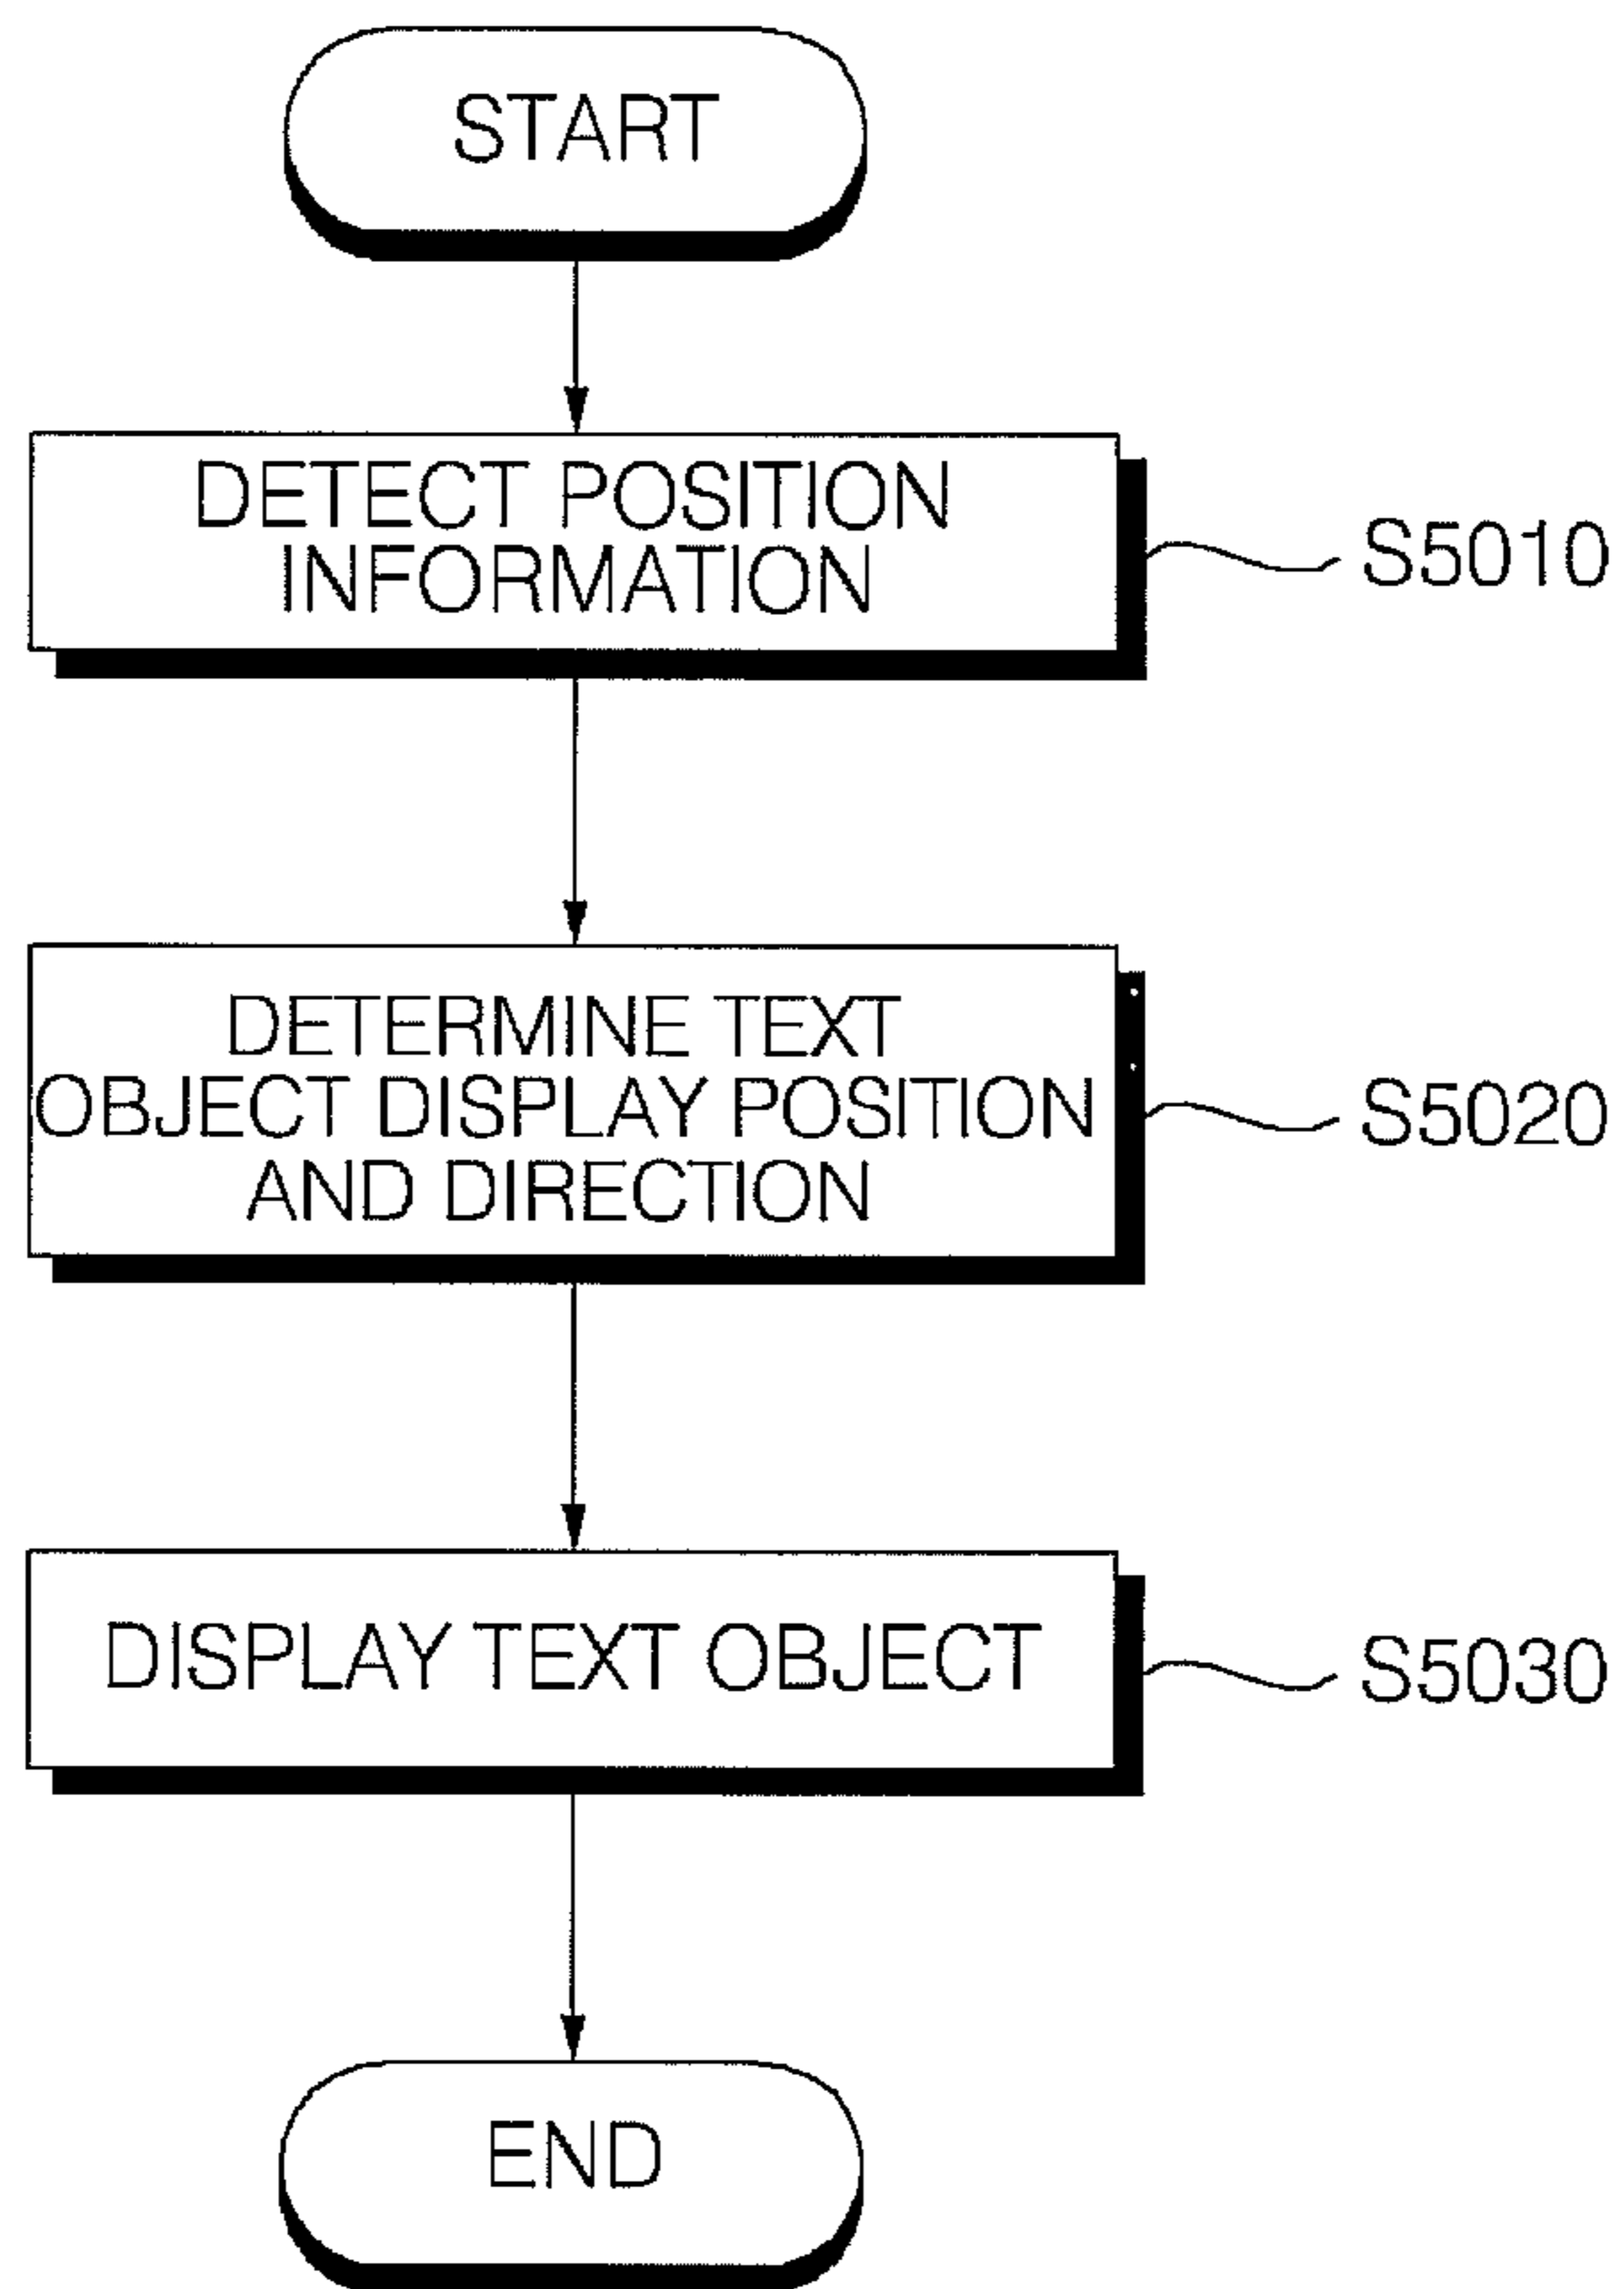 START
DETECT POSITION
INFORMATION
S5010
DETERMINE TEXT
OBJECT DISPLAY POSITION
AND DIRECTION
S5020
DISPLAY TEXT OBJECT
S5030
END